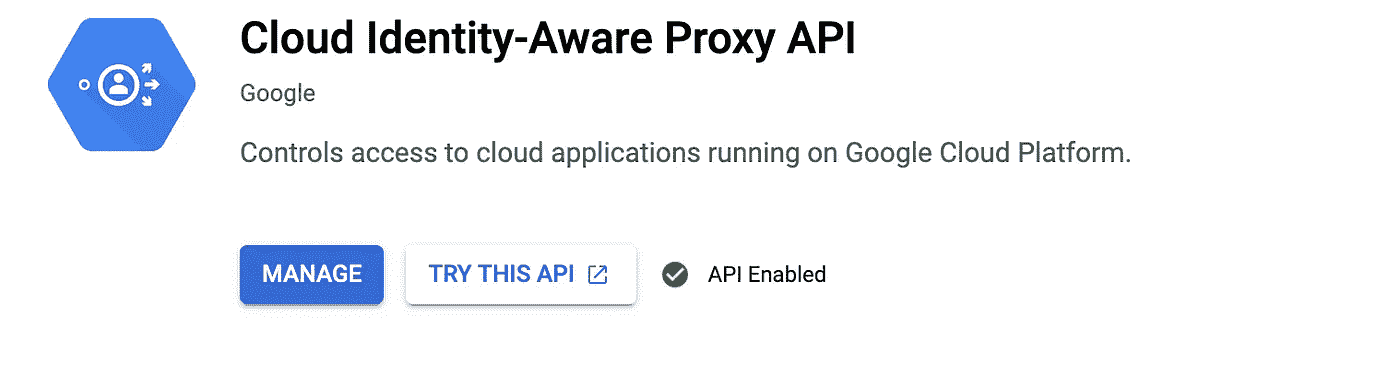 Cloud Identity-Aware Proxy API
Google
Controls access to cloud applications running on Google Cloud Platform.
MANAGE TRY THIS API API Enabled